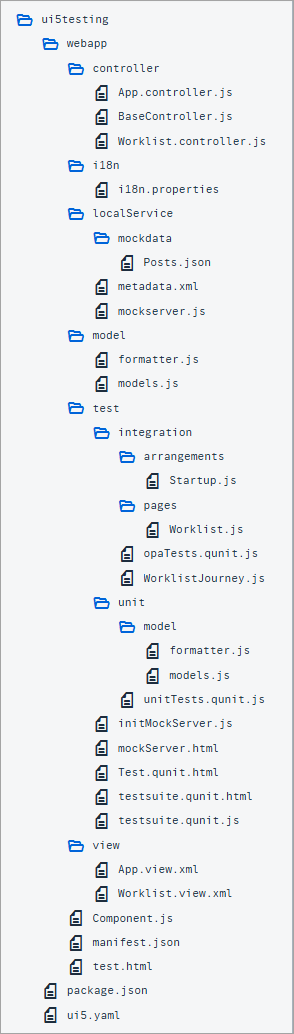 ui5testing
webapp
controller
App.controller.js
BaseController.js
Worklist.controller.js
i18n
i18n.properties
localService
mockdata
Posts.json
metadata.xml
mockserver.js
model
formatter.js
models.js
test
integration
arrangements
Startup.js
pages
Worklist.js
opaTests.qunit.js
WorklistJourney.js
unit
model
formatter.js
models.js
unitTests.qunit.js
initMockServer.js
mockServer.html
Test.qunit.html
testsuite.qunit.html
testsuite.qunit.js
view
App.view.xml
Worklist.view.xml
Component.js
manifest.json
test.html
package.json
ui5.yaml